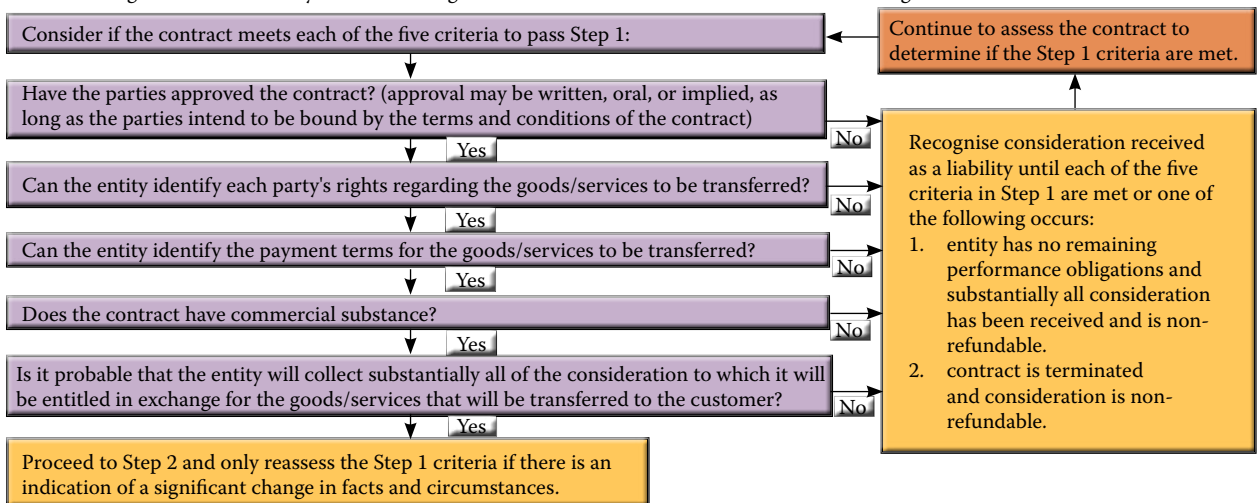 Consider if the contract meets each of the five criteria to pass Step 1:
Continue to assess the contract to
determine if the Step 1 criteria are met.
Have the parties approved the contract? (approval may be written, oral, or implied, as
long as the parties intend to be bound by the terms and conditions of the contract)
No
Yes
Can the entity identify each party's rights regarding the goods/services to be transferred?
No
Yes
Can the entity identify the payment terms for the goods/services to be transferred?
No
Yes
Does the contract have commercial substance?
No
Yes
Is it probable that the entity will collect substantially all of the consideration to which it will
be entitled in exchange for the goods/services that will be transferred to the customer?
No
Yes
Proceed to Step 2 and only reassess the Step 1 criteria if there is an
indication of a significant change in facts and circumstances.
Recognise consideration received
as a liability until each of the five
criteria in Step 1 are met or one of
the following occurs:
1. entity has no remaining
performance obligations and
substantially all consideration
has been received and is non-
refundable.
2. contract is terminated
and consideration is non-
refundable.